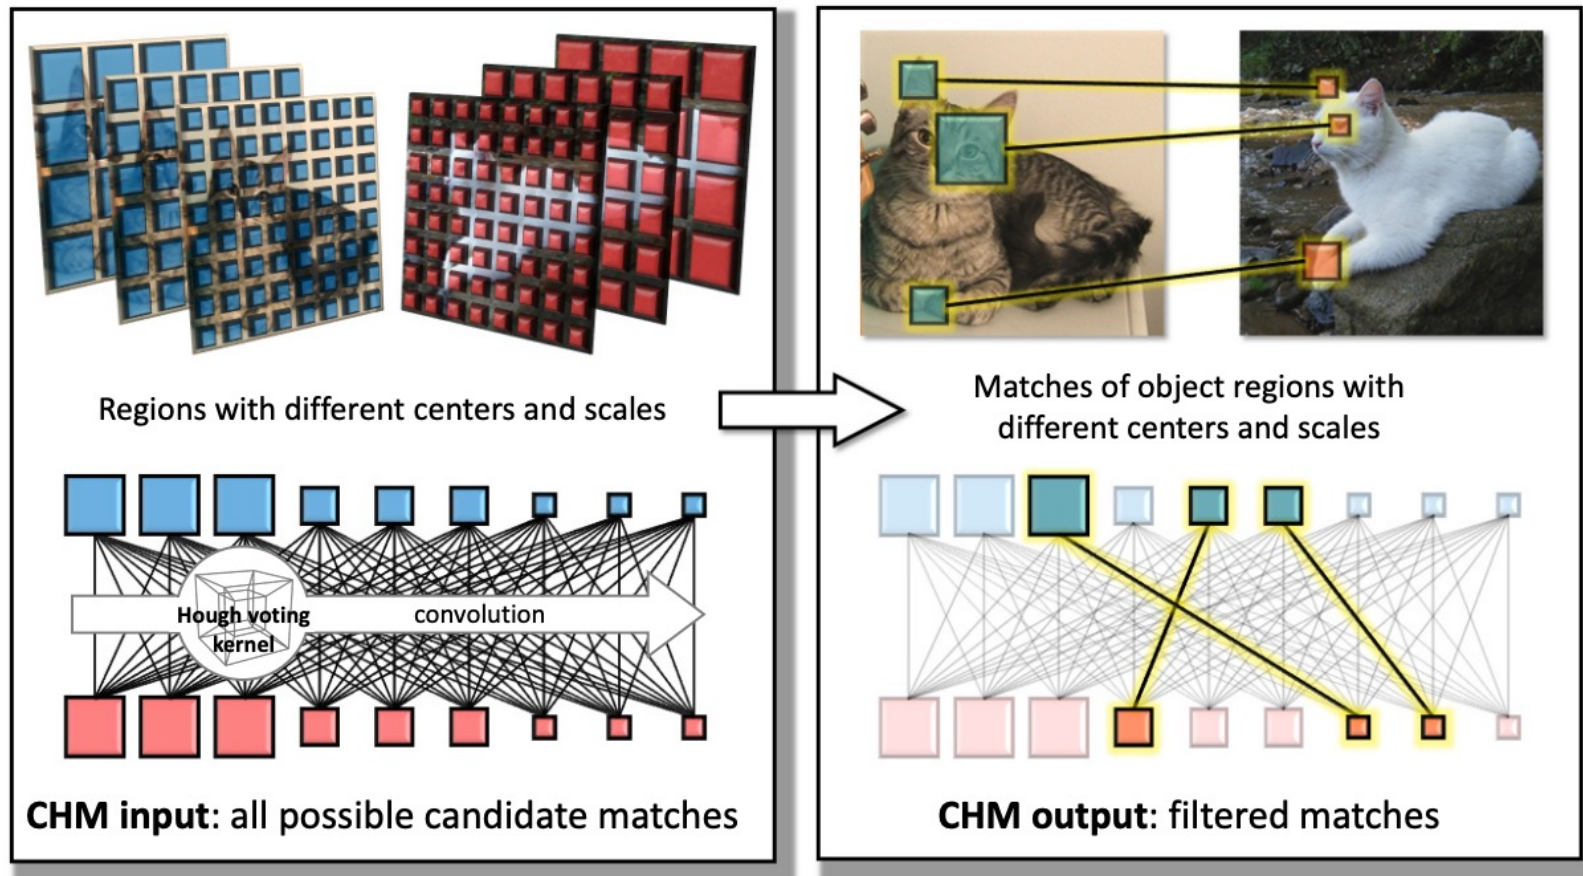 Regions with different centers and scales
Hough voting
kernel
convolution
CHM input: all possible candidate matches
Matches of object regions with
different centers and scales
CHM output: filtered matches